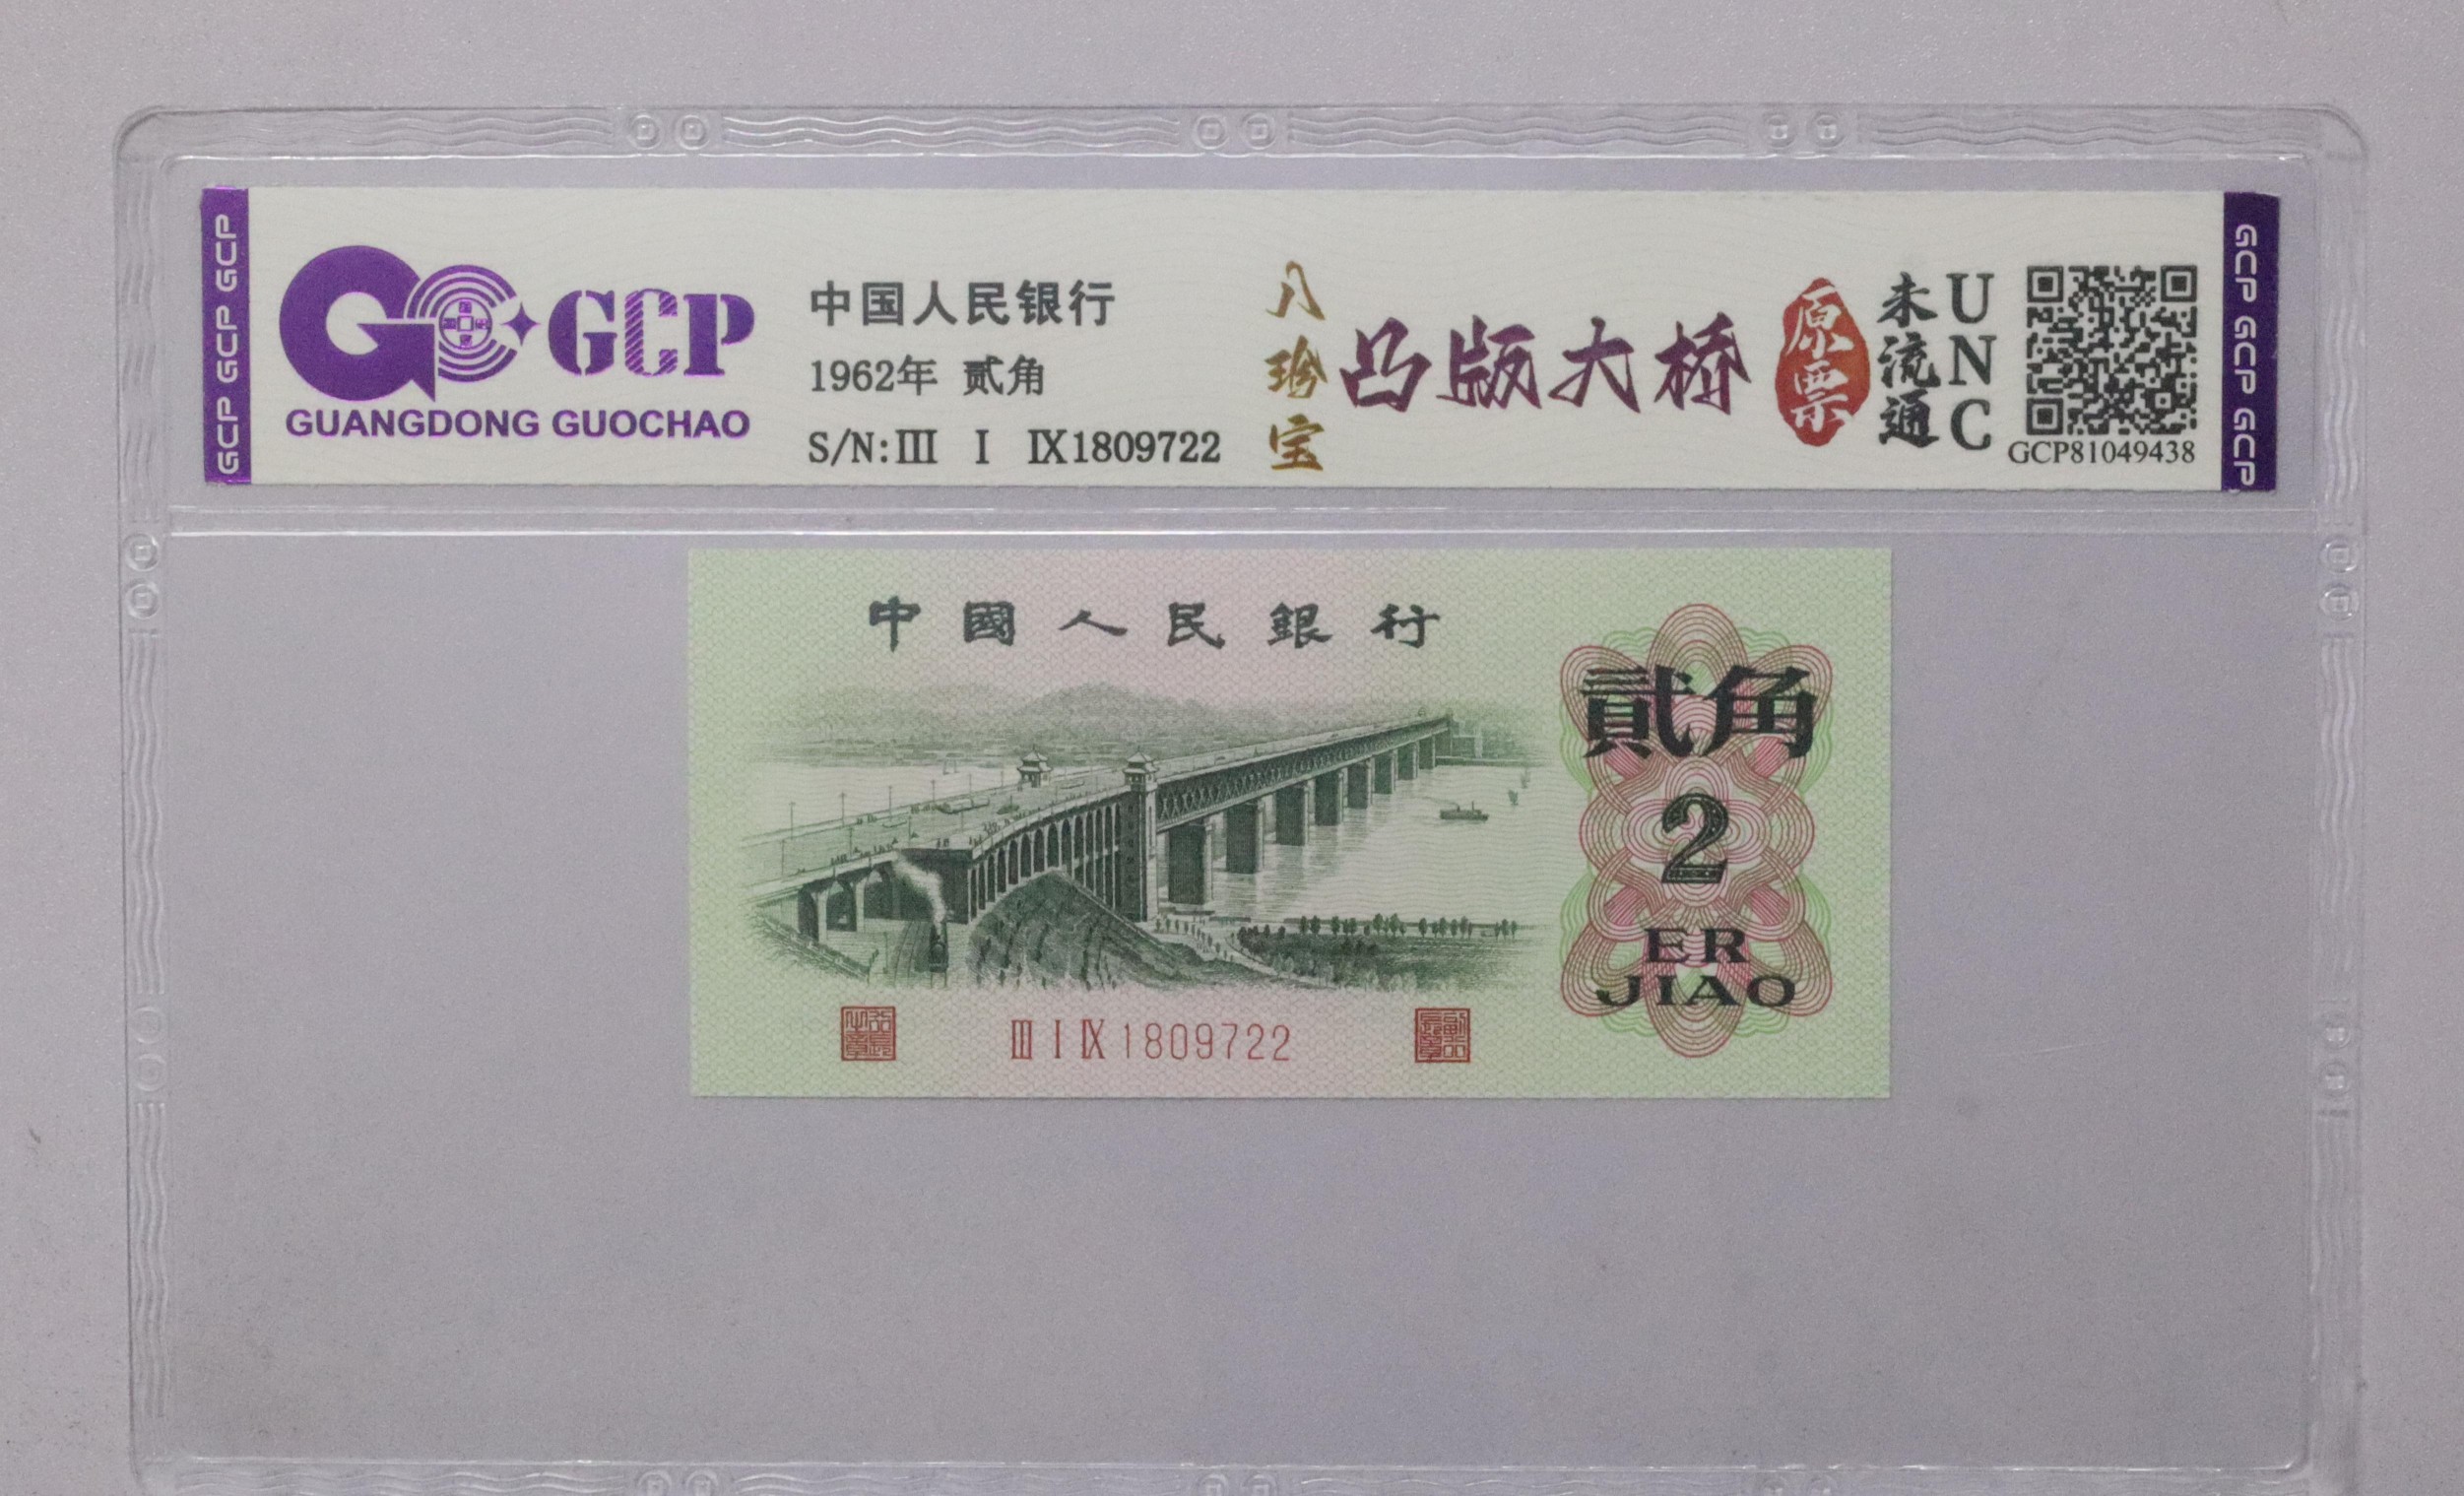 GCP GCP GCP
GCP
GUANGDONG GUOCHAO
中国人民银行
1962年 贰角
S/N:Ⅲ Ⅰ Ⅸ1809722
八珍宝
凸版大桥
原票
未流通
UNC
GCP81049438
GCP GCP GCP
中國人民銀行
貳角
2
ER
JIAO
Ⅲ Ⅰ Ⅸ 1809722